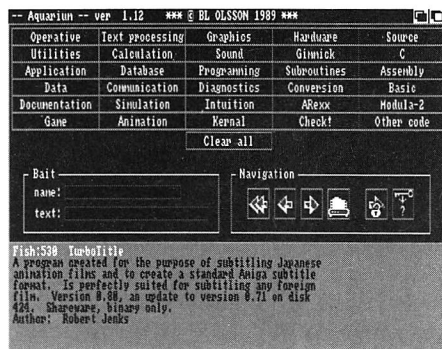 -- Aquarium -- ver 1.12 *** © BL OLSSON 1989 ***
Operative Text processing Graphics Hardware Source
Utilities Calculation Sound Gimmick C
Application Database Programming Subroutines Assembly
Data Communication Diagnostics Conversion Basic
Documentation Simulation Intuition ARexx Modula-2
Game Animation Kernal Check! Other code
Clear all
Bait Navigation
name:
text:
?
Fish:530 TurboTitle
A program created for the purpose of subtitling Japanese
animation films and to create a standard Amiga subtitle
format. Is perfectly suited for subtitling any foreign
film. Version 0.80, an update to version 0.71 on disk
424. Shareware, binary only.
Author: Robert Jenks